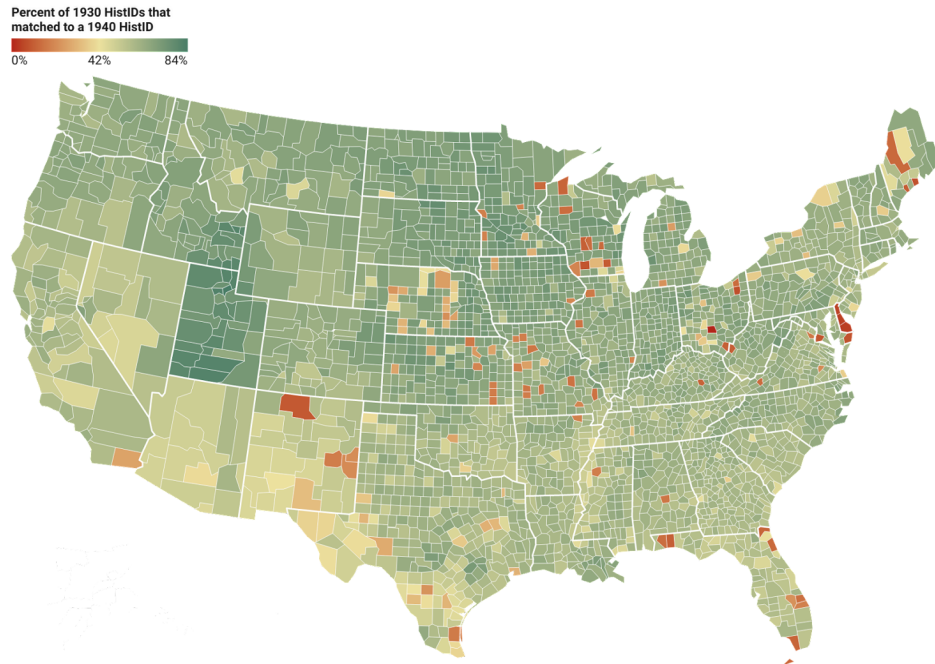 Percent of 1930 HistIDs that
matched to a 1940 HistID
0% 42% 84%